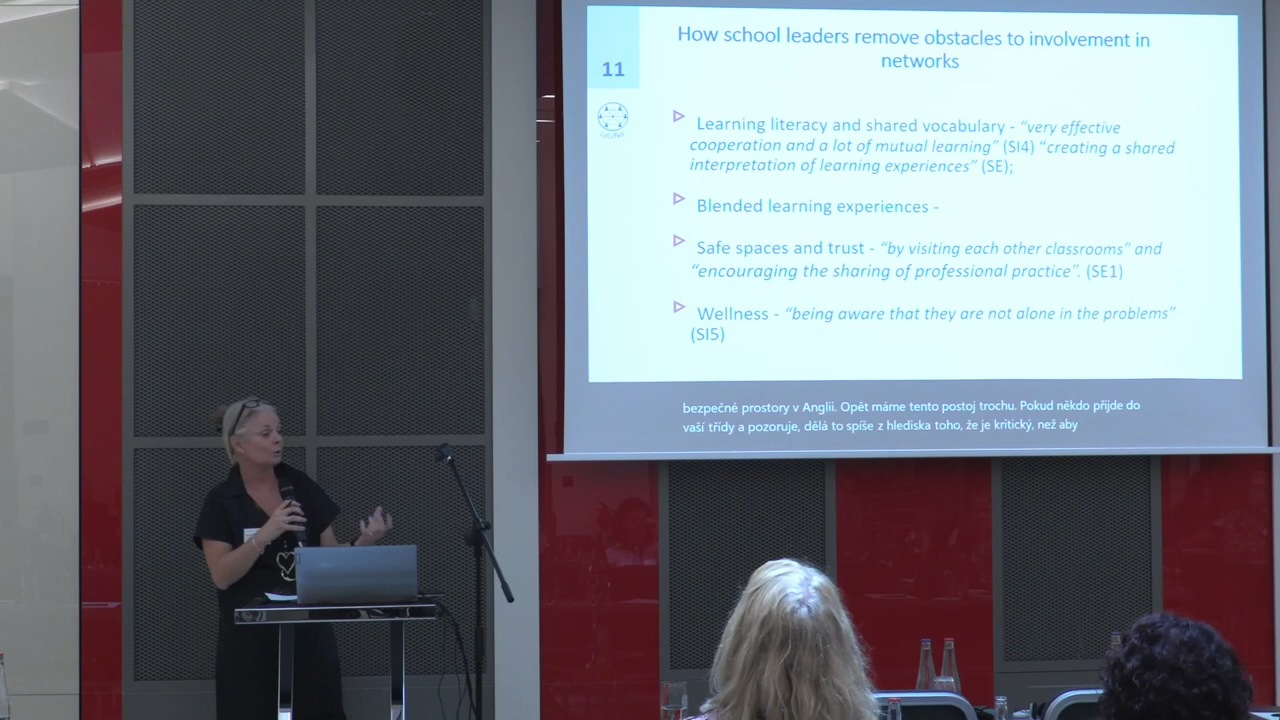 How school leaders remove obstacles to involvement in
networks
11
Learning literacy and shared vocabulary - “very effective
cooperation and a lot of mutual learning” (SI4) “creating a shared
interpretation of learning experiences” (SE);
Blended learning experiences -
Safe spaces and trust - “by visiting each other classrooms” and
“encouraging the sharing of professional practice”. (SE1)
Wellness - “being aware that they are not alone in the problems”
(SI5)
bezpečné prostory v Anglii. Opět máme tento postoj trochu. Pokud někdo přijde do
vaší třídy a pozoruje, dělá to spíše z hlediska toho, že je kritický, než aby